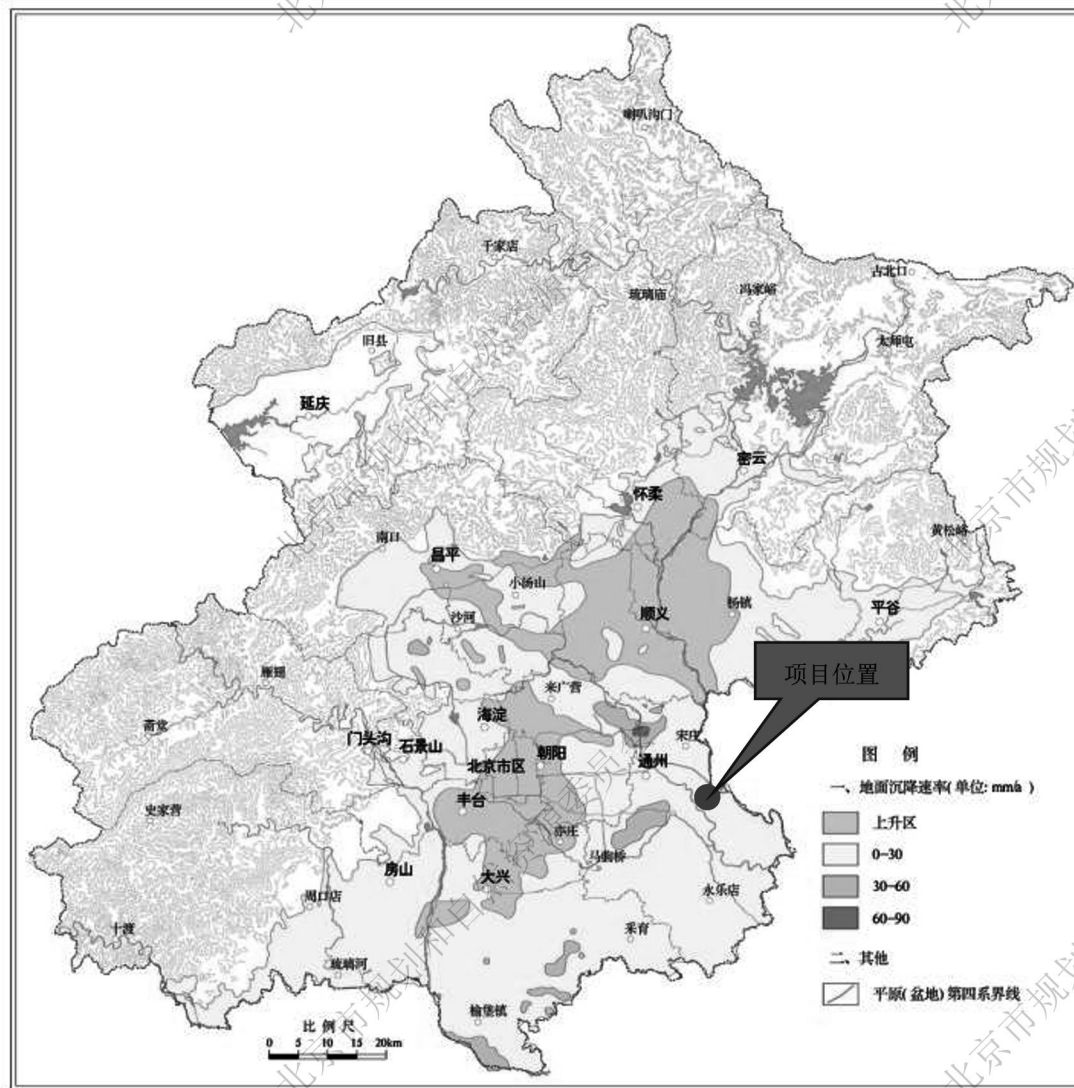 喇叭沟门
千家店
古北口
琉璃庙
冯家峪
太师屯
旧县
延庆
密云
怀柔
黄松峪
南口
昌平
小汤山
沙河
顺义
杨镇
平谷
项目位置
雁翅
来广营
斋堂
海淀
宋庄
门头沟
石景山
朝阳
北京市区
通州
丰台
史家营
亦庄
马驹桥
房山
大兴
周口店
永乐店
十渡
采育
琉璃河
榆垡镇
图 例
一、地面沉降速率(单位: mm/a )
上升区
0-30
30-60
60-90
二、其他
平原(盆地)第四系界线
比 例 尺
0 5 10 15 20km